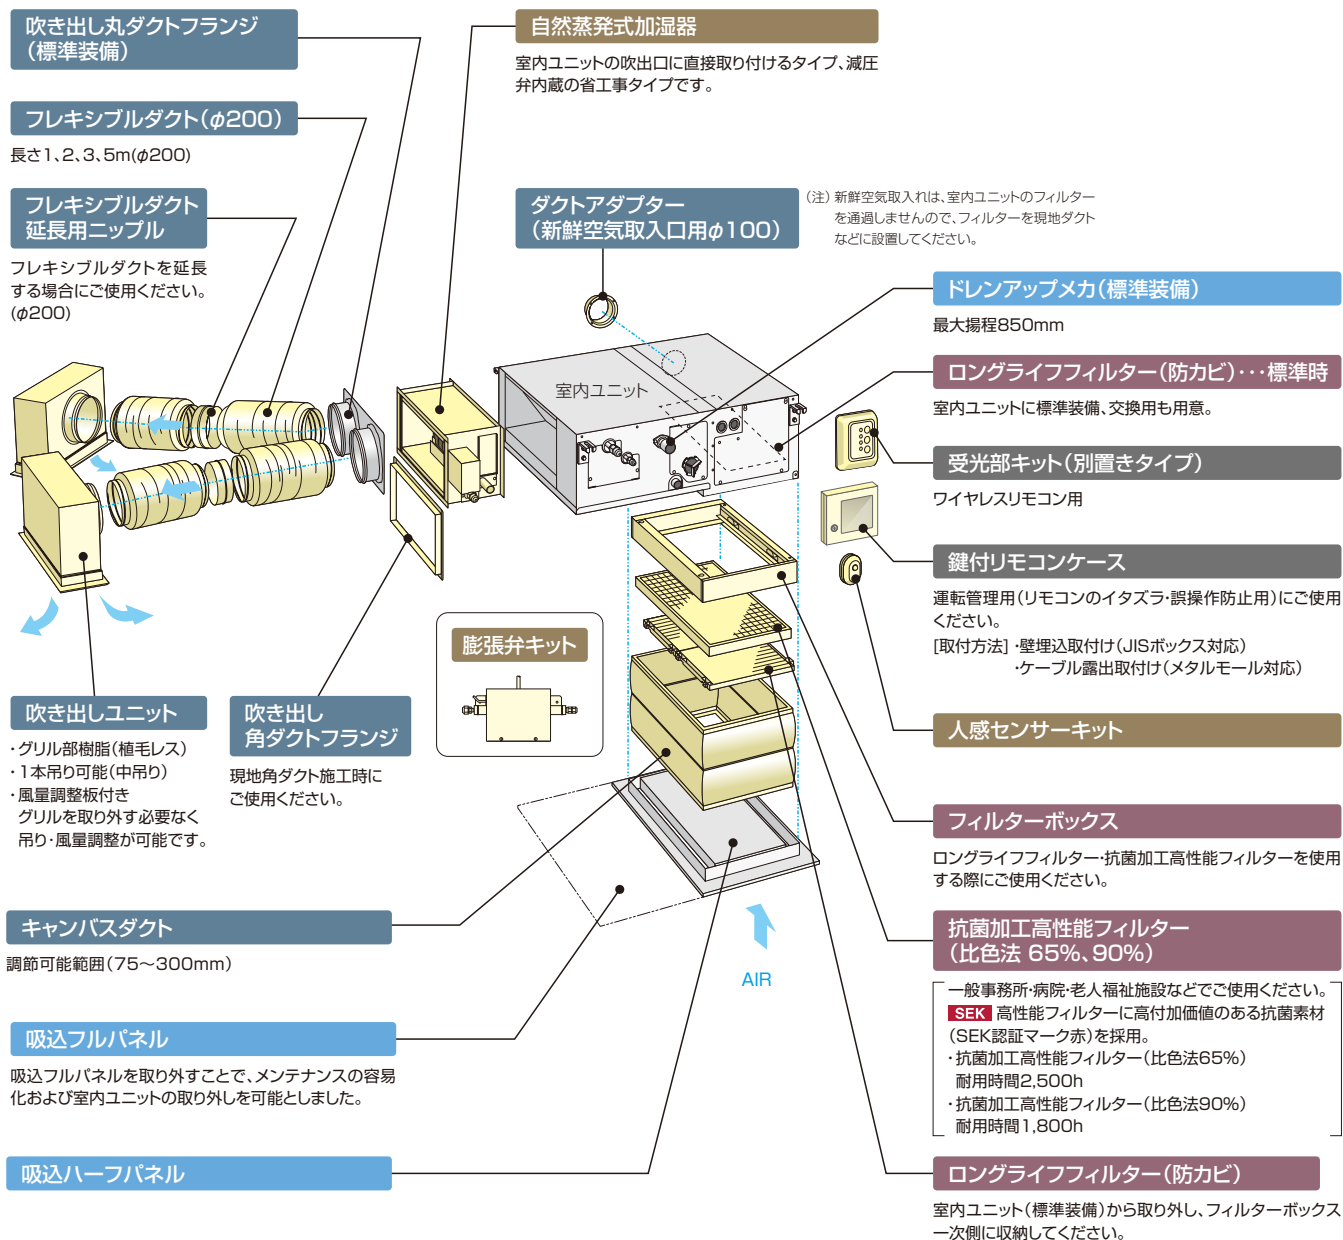 吹き出し丸ダクトフランジ
（標準装備）
フレキシブルダクト（φ200）
長さ1、2、3、5m(φ200)
フレキシブルダクト
延長用ニップル
フレキシブルダクトを延長
する場合にご使用ください。
(φ200)
自然蒸発式加湿器
室内ユニットの吹出口に直接取り付けるタイプ、減圧
弁内蔵の省工事タイプです。
ダクトアダプター
（新鮮空気取入口用φ100）
（注）新鮮空気取入れは、室内ユニットのフィルター
を通過しませんので、フィルターを現地ダクト
などに設置してください。
室内ユニット
ドレンアップメカ（標準装備）
最大揚程850mm
ロングライフフィルター（防カビ）･･･標準時
室内ユニットに標準装備、交換用も用意。
受光部キット（別置きタイプ）
ワイヤレスリモコン用
鍵付リモコンケース
運転管理用（リモコンのイタズラ・誤操作防止用）にご使用
ください。
[取付方法] ・壁埋込取付け（JISボックス対応）
・ケーブル露出取付け（メタルモール対応）
人感センサーキット
フィルターボックス
ロングライフフィルター・抗菌加工高性能フィルターを使用
する際にご使用ください。
抗菌加工高性能フィルター
（比色法 65%、90%）
一般事務所・病院・老人福祉施設などでご使用ください。
SEK 高性能フィルターに高付加価値のある抗菌素材
（SEK認証マーク赤）を採用。
・抗菌加工高性能フィルター（比色法65%）
耐用時間2,500h
・抗菌加工高性能フィルター（比色法90%）
耐用時間1,800h
ロングライフフィルター（防カビ）
室内ユニット（標準装備）から取り外し、フィルターボックス
一次側に収納してください。
膨張弁キット
吹き出しユニット
・グリル部樹脂（植毛レス）
・1本吊り可能（中吊り）
・風量調整板付き
グリルを取り外す必要なく
吊り・風量調整が可能です。
吹き出し
角ダクトフランジ
現地角ダクト施工時に
ご使用ください。
キャンバスダクト
調節可能範囲（75〜300mm）
吸込フルパネル
吸込フルパネルを取り外すことで、メンテナンスの容易
化および室内ユニットの取り外しを可能としました。
吸込ハーフパネル
AIR